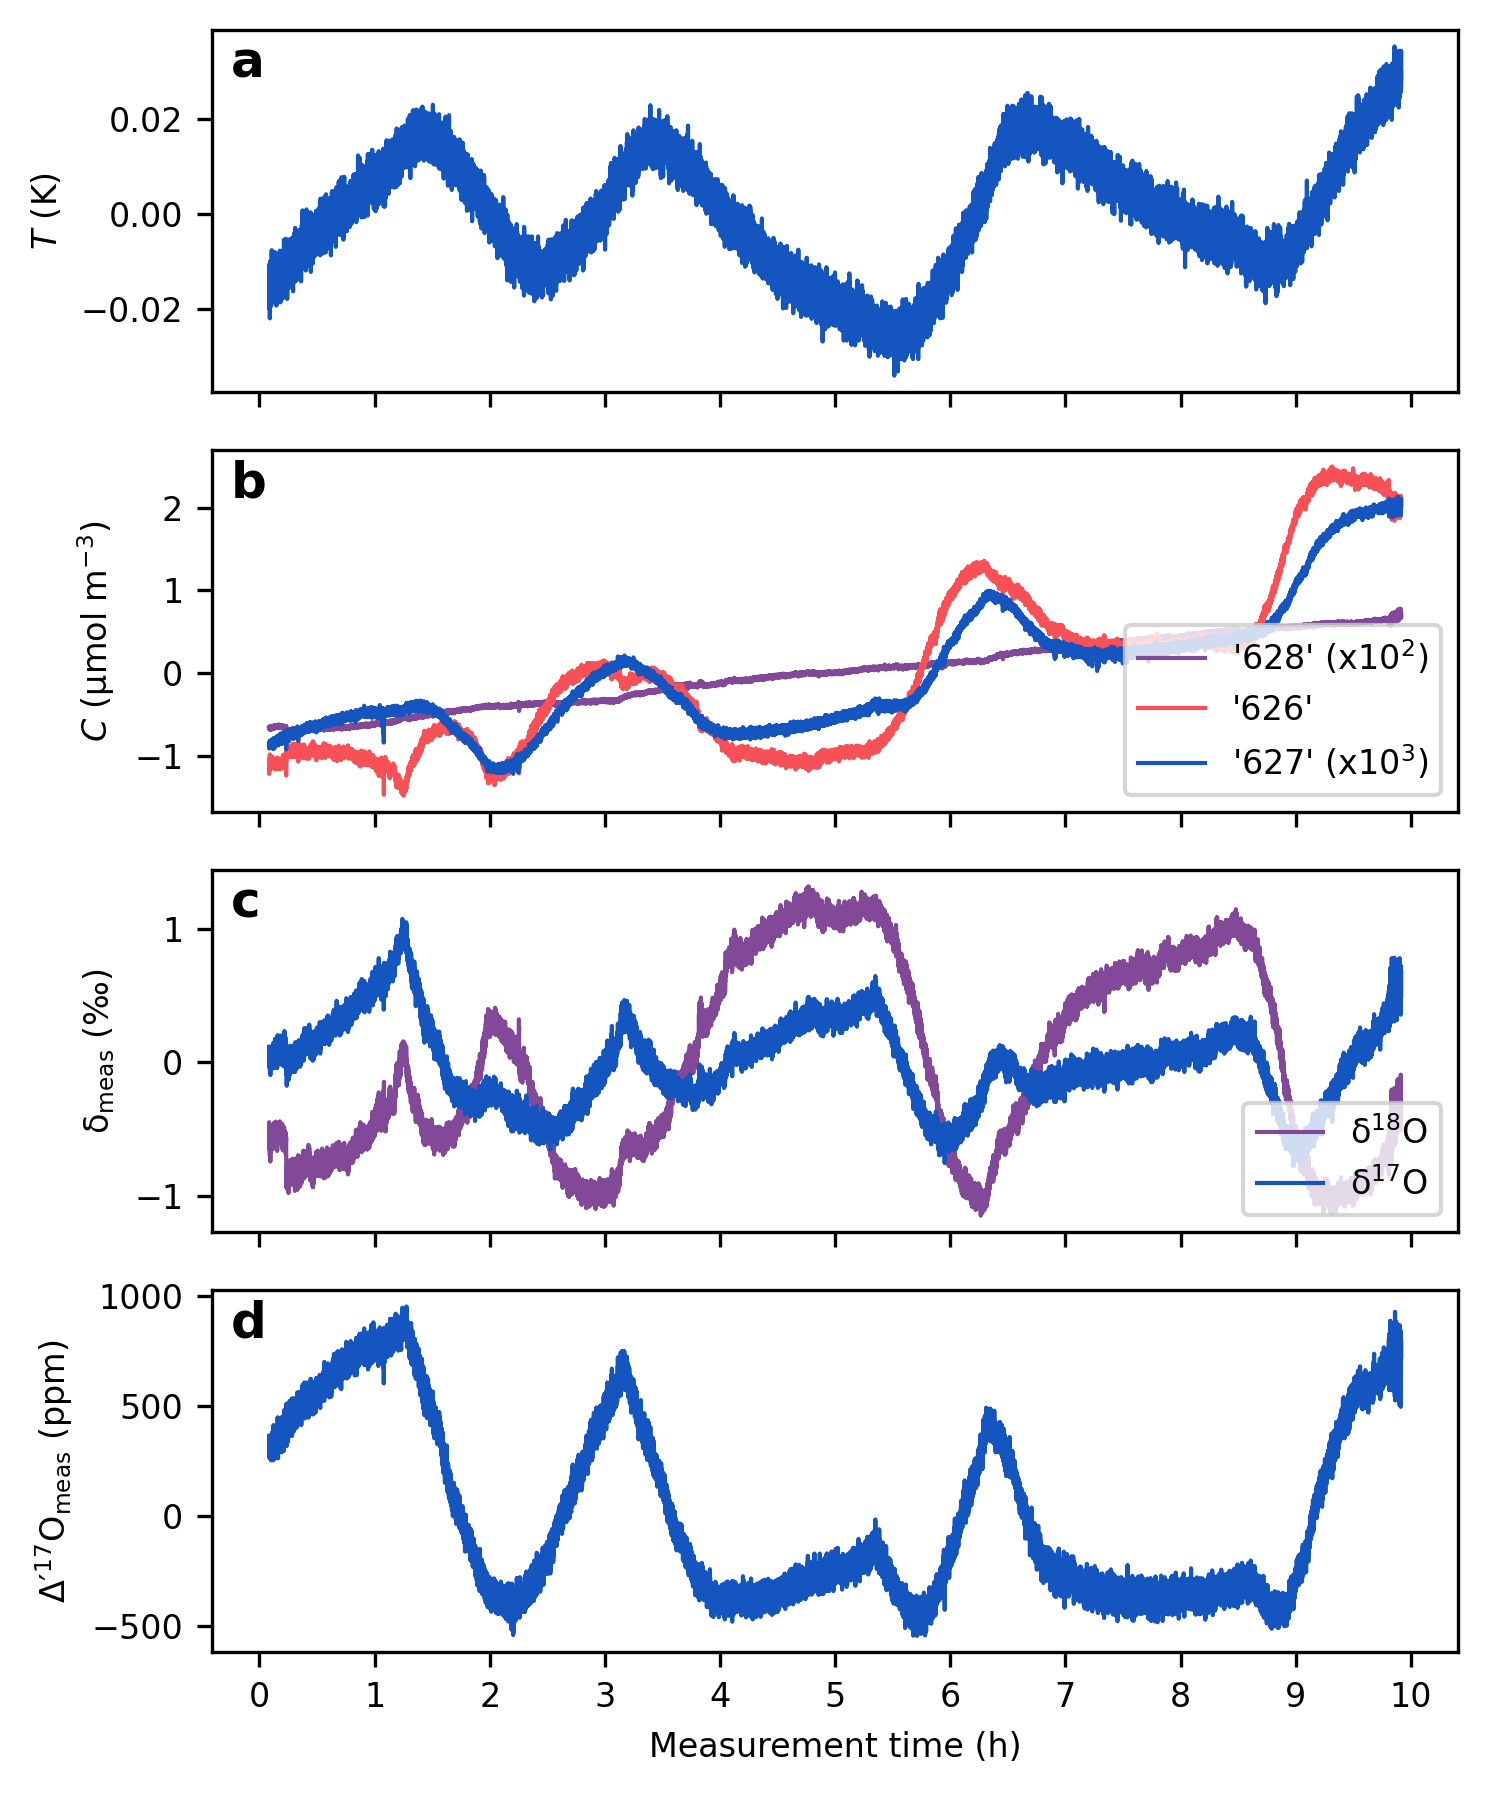 a
0.02
0.00
−0.02
T (K)
b
2
1
0
−1
C (µmol m⁻³)
'628' (x10²)
'626'
'627' (x10³)
c
1
0
−1
δmeas (‰)
δ¹⁸O
δ¹⁷O
d
1000
500
0
−500
Δ′¹⁷Omeas (ppm)
0 1 2 3 4 5 6 7 8 9 10
Measurement time (h)